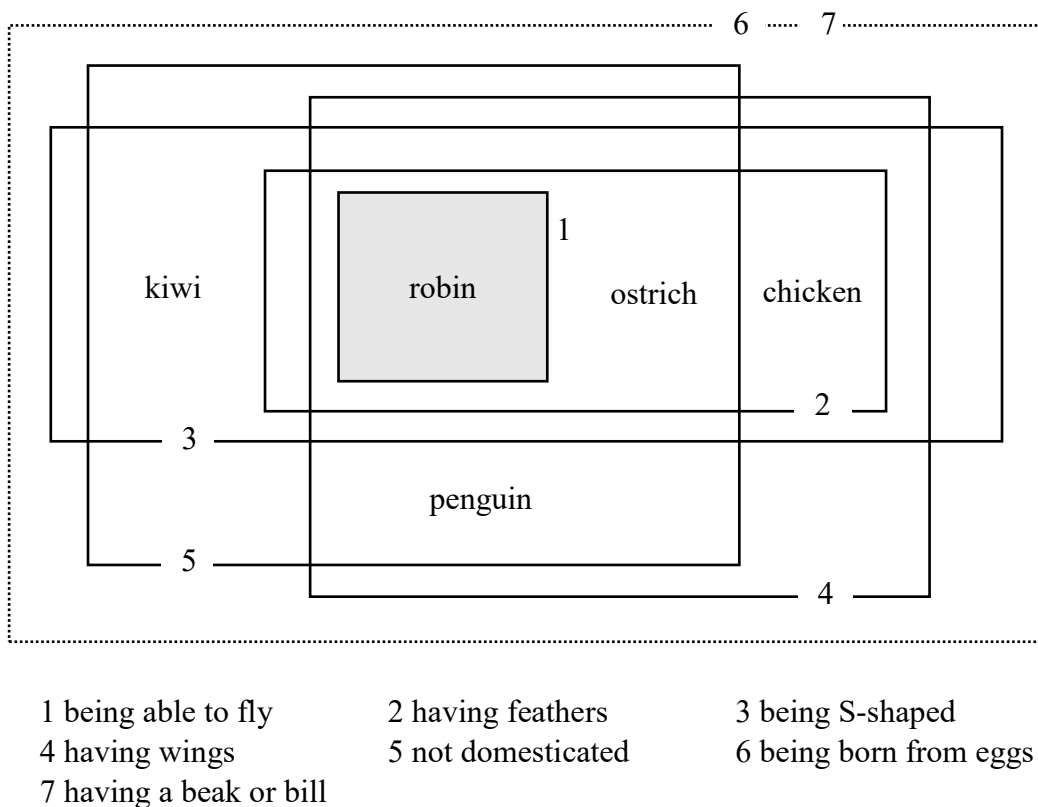 6 7
1
kiwi robin ostrich chicken
2
3
penguin
5
4
1 being able to fly 2 having feathers 3 being S-shaped
4 having wings 5 not domesticated 6 being born from eggs
7 having a beak or bill